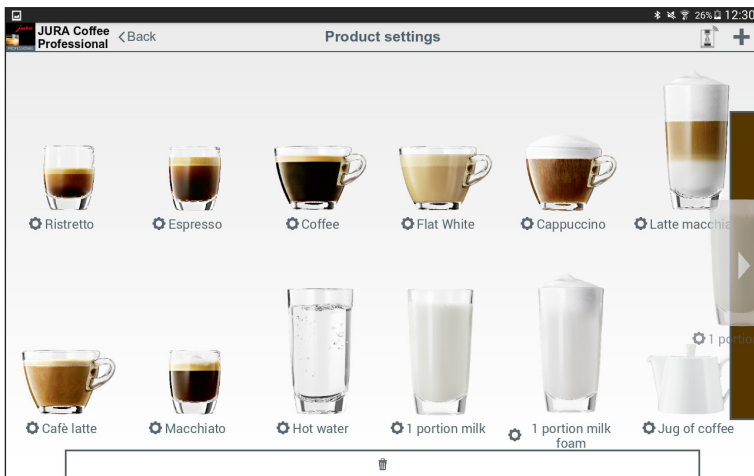 26% 12:30
JURA Coffee
Professional
Back
Product settings
Ristretto
Espresso
Coffee
Flat White
Cappuccino
Latte macchia
1 portio
Cafè latte
Macchiato
Hot water
1 portion milk
1 portion milk
foam
Jug of coffee